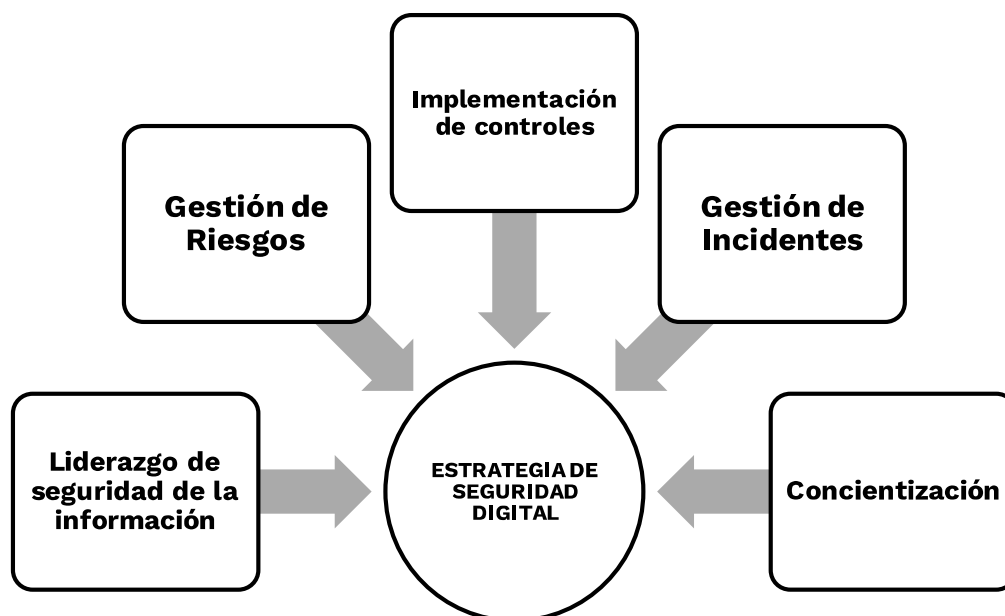 Implementación
de controles
Gestión de
Riesgos
Gestión de
Incidentes
Liderazgo de
seguridad de la
información
ESTRATEGIA DE
SEGURIDAD
DIGITAL
Concientización